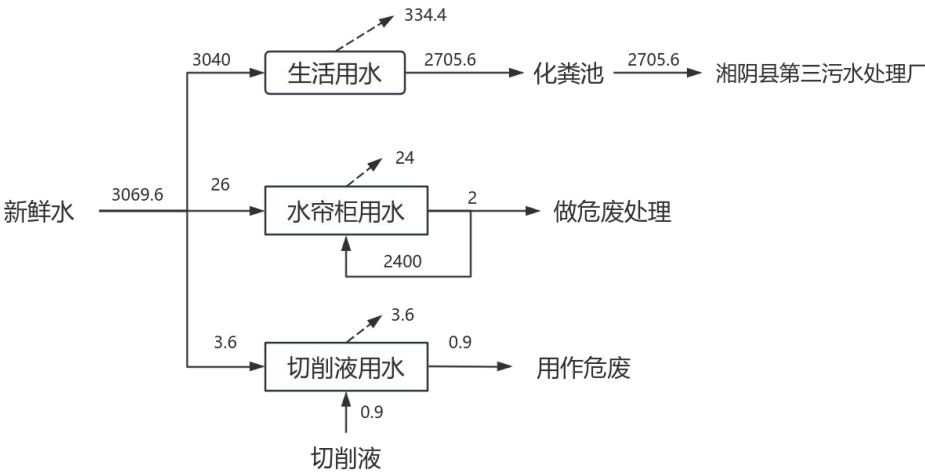 334.4
3040
生活用水
2705.6
化粪池
2705.6
湘阴县第三污水处理厂
新鲜水
3069.6
26
24
水帘柜用水
2
做危废处理
2400
3.6
3.6
切削液用水
0.9
用作危废
0.9
切削液